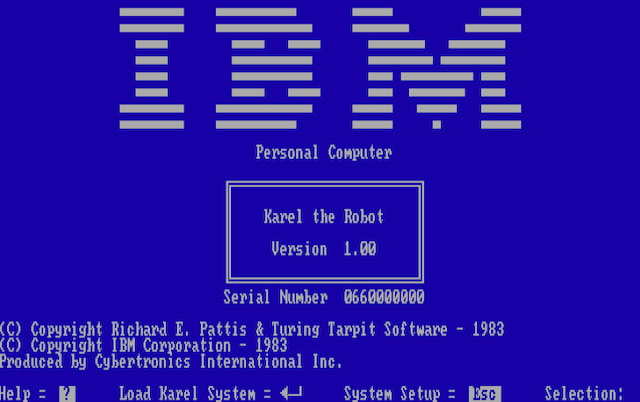 IBM
Personal Computer
Karel the Robot
Version 1.00
Serial Number 0660000000
(C) Copyright Richard E. Pattis & Turing Tarpit Software - 1983
(C) Copyright IBM Corporation - 1983
Produced by Cybertronics International Inc.
Help = ? Load Karel System = ↵ System Setup = Esc Selection: